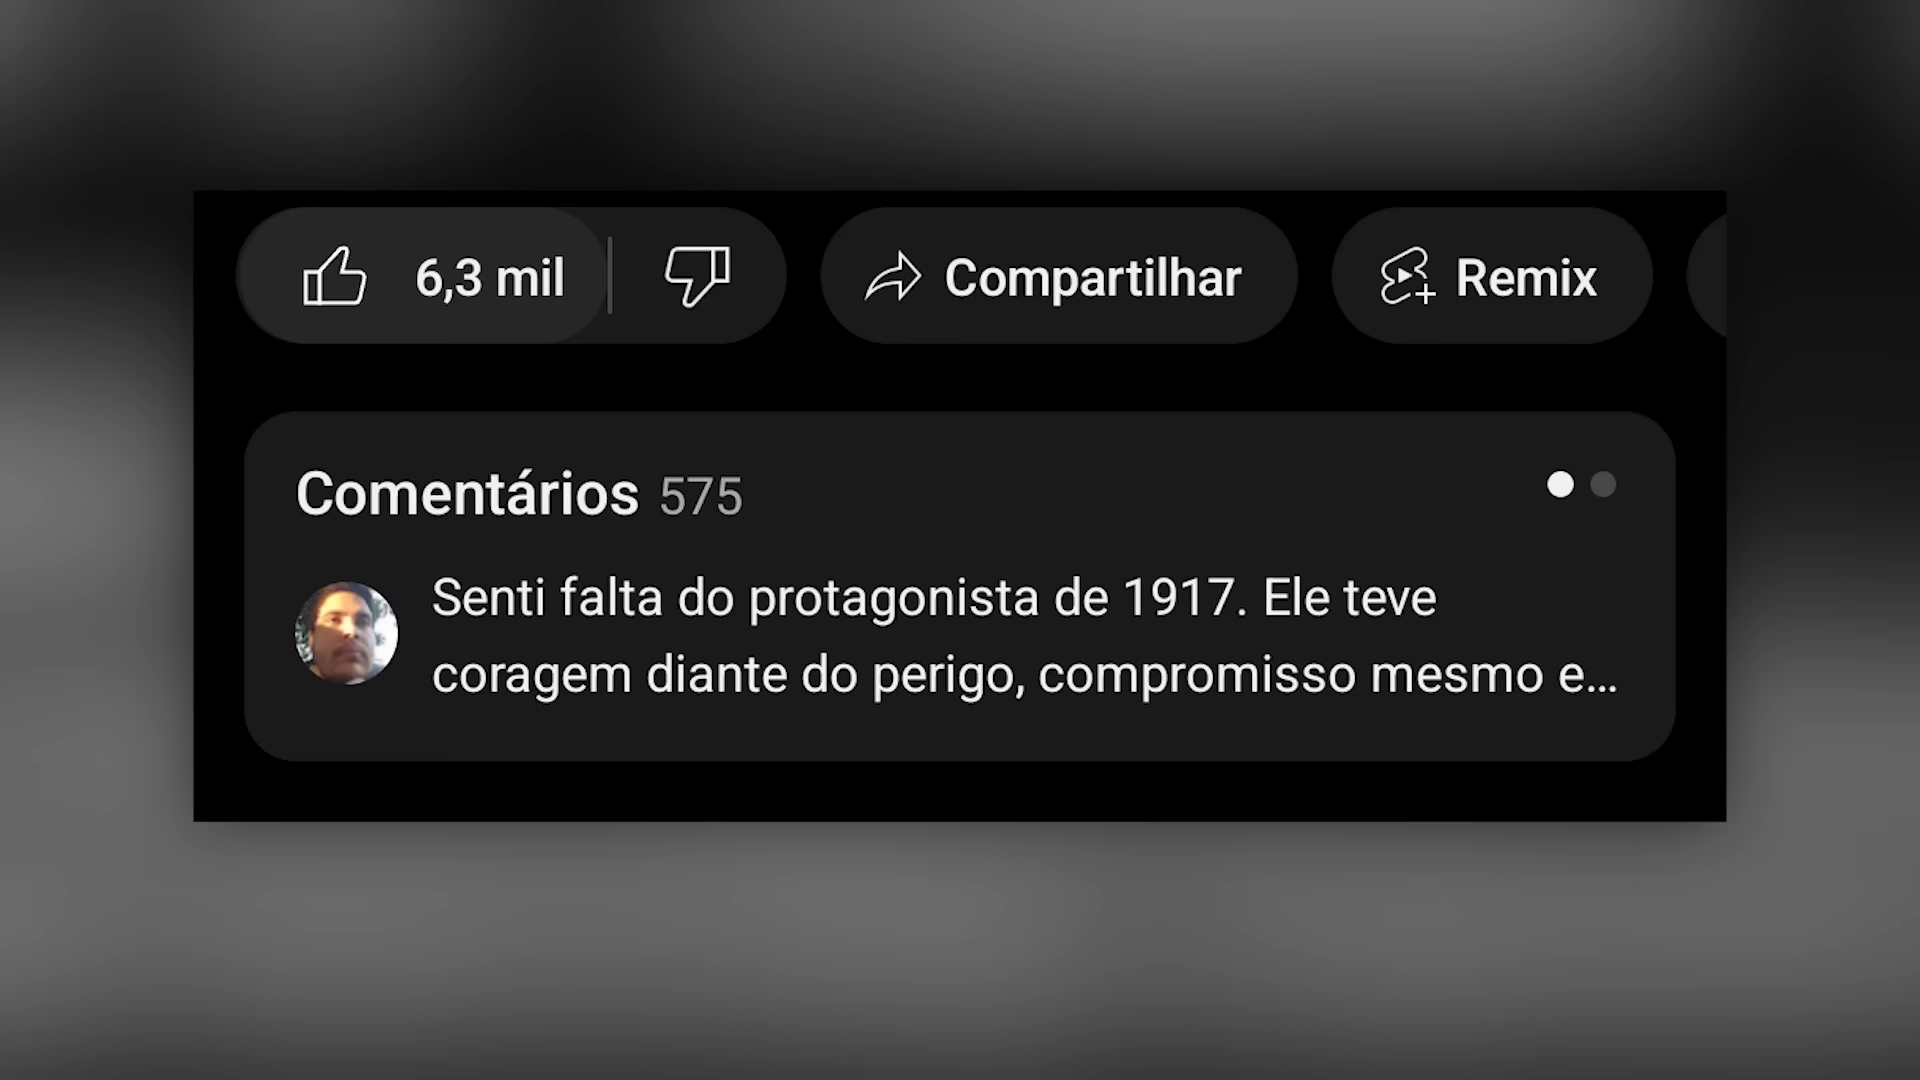 6,3 mil
Compartilhar
Remix
Comentários 575
Senti falta do protagonista de 1917. Ele teve
coragem diante do perigo, compromisso mesmo e...